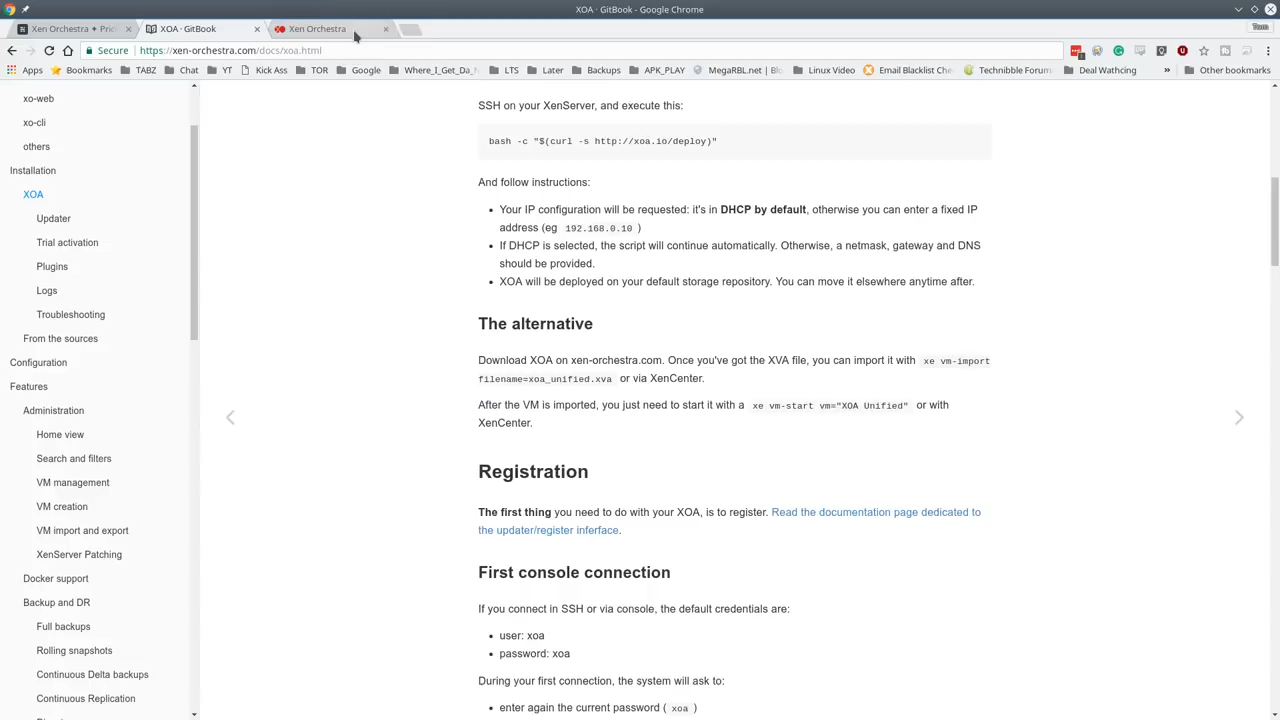 XOA · GitBook - Google Chrome
Xen Orchestra ✦ Pric
XOA · GitBook
Xen Orchestra
Tom
Secure
https://xen-orchestra.com/docs/xoa.html
Apps
Bookmarks
TABZ
Chat
YT
Kick Ass
TOR
Google
Where_I_Get_Da_
LTS
Later
Backups
APK_PLAY
MegaRBL.net | Blo
Linux Video
Email Blacklist Che
Technibble Forum
Deal Wathcing
»
Other bookmarks
xo-web
xo-cli
others
Installation
XOA
Updater
Trial activation
Plugins
Logs
Troubleshooting
From the sources
Configuration
Features
Administration
Home view
Search and filters
VM management
VM creation
VM import and export
XenServer Patching
Docker support
Backup and DR
Full backups
Rolling snapshots
Continuous Delta backups
Continuous Replication
SSH on your XenServer, and execute this:
bash -c "$(curl -s http://xoa.io/deploy)"
And follow instructions:
• Your IP configuration will be requested: it's in DHCP by default, otherwise you can enter a fixed IP
address (eg 192.168.0.10 )
• If DHCP is selected, the script will continue automatically. Otherwise, a netmask, gateway and DNS
should be provided.
• XOA will be deployed on your default storage repository. You can move it elsewhere anytime after.
The alternative
Download XOA on xen-orchestra.com. Once you've got the XVA file, you can import it with xe vm-import
filename=xoa_unified.xva or via XenCenter.
After the VM is imported, you just need to start it with a xe vm-start vm="XOA Unified" or with
XenCenter.
Registration
The first thing you need to do with your XOA, is to register. Read the documentation page dedicated to
the updater/register inferface.
First console connection
If you connect in SSH or via console, the default credentials are:
• user: xoa
• password: xoa
During your first connection, the system will ask to:
• enter again the current password ( xoa )